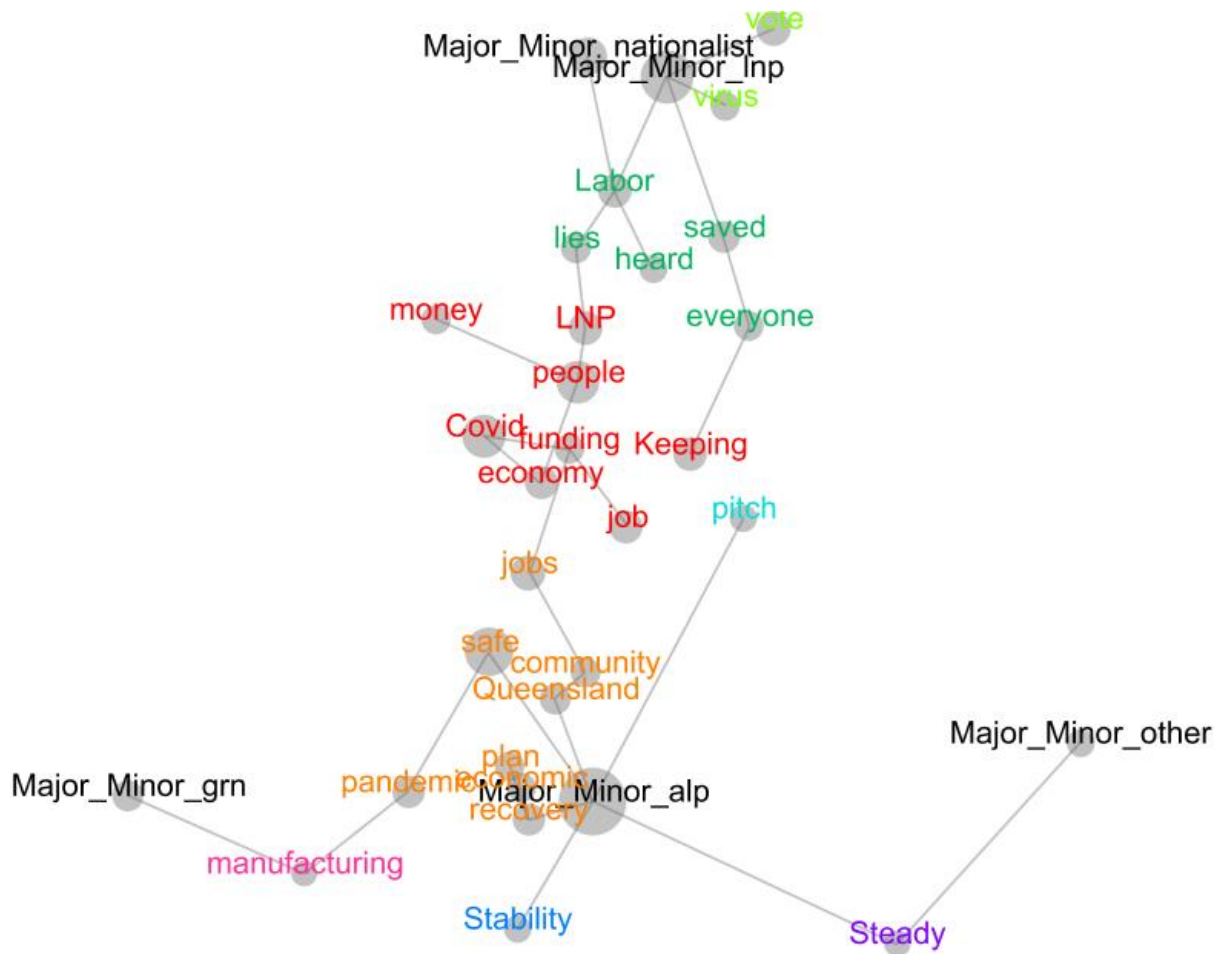 vote
Major_Minor_nationalist
Major_Minor_lnp
virus
Labor
saved
lies
heard
money
LNP
everyone
people
Covid
funding
Keeping
economy
job
pitch
jobs
safe
community
Queensland
Major_Minor_other
plan
pandemic
economic
Major_Minor_grn
Major_Minor_alp
recovery
manufacturing
Stability
Steady